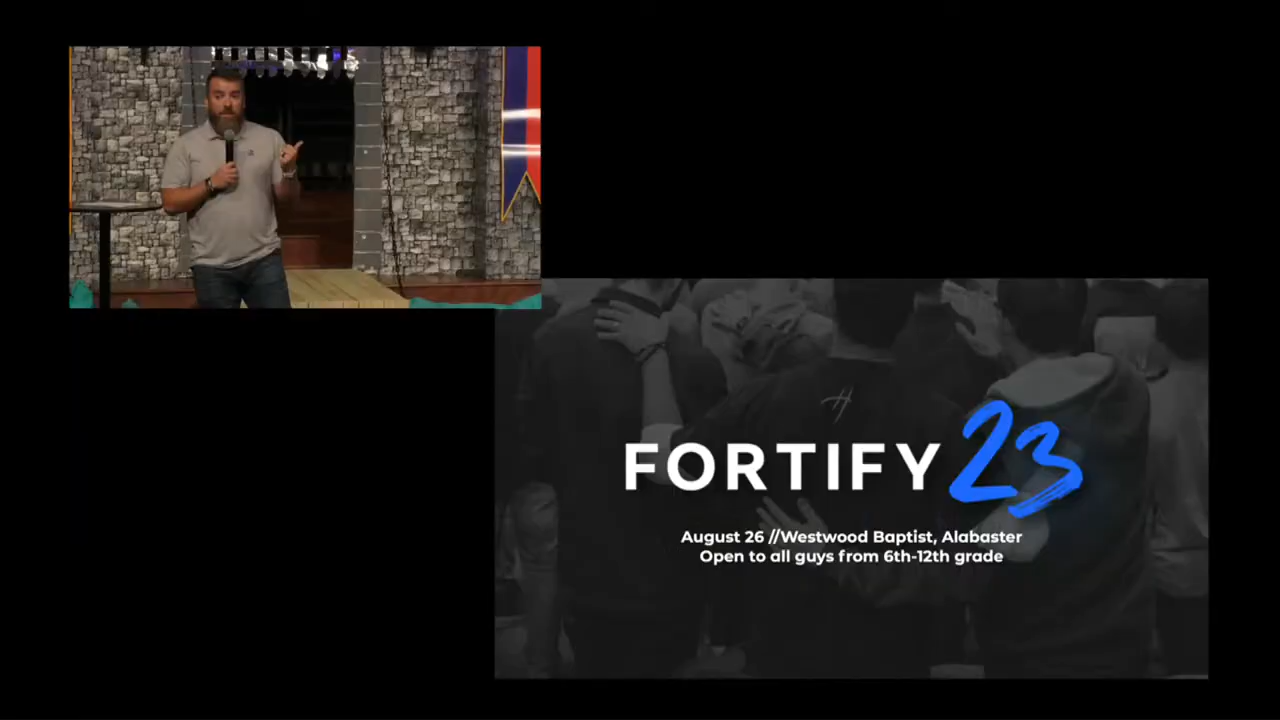 FORTIFY 23
August 26 //Westwood Baptist, Alabaster
Open to all guys from 6th-12th grade